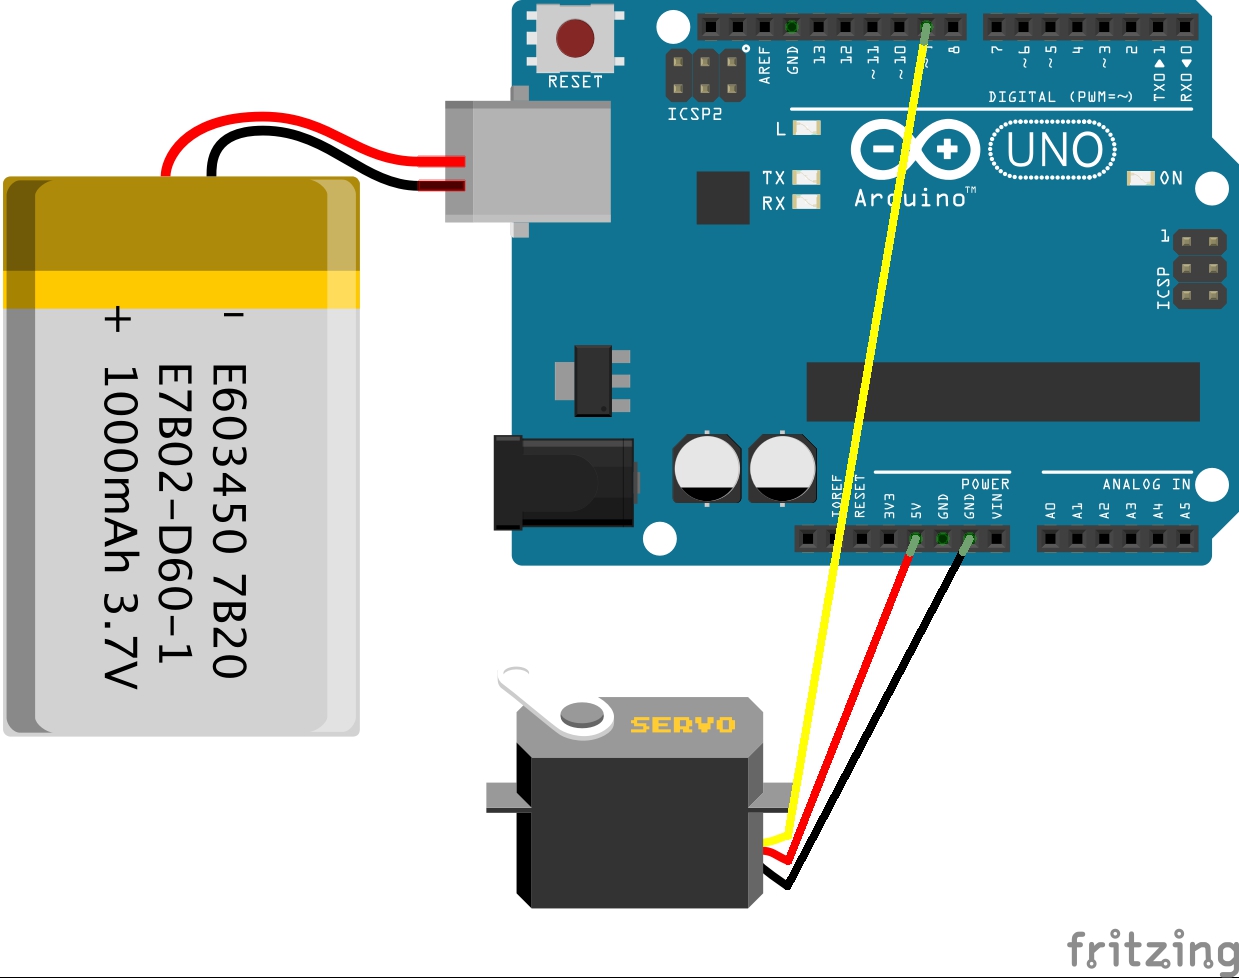 RESET
ICSP2
AREF
GND
13
12
~11
~10
~9
8
7
~6
~5
4
~3
2
TXO▶1
RXO◀0
DIGITAL (PWM=~)
L
TX
RX
Arduino™
UNO
ON
1
ICSP
+ -
E603450 7B20
E7B02-D60-1
1000mAh 3.7V
IOREF
RESET
3V3
5V
GND
GND
VIN
POWER
ANALOG IN
A0
A1
A2
A3
A4
A5
SERVO
fritzing